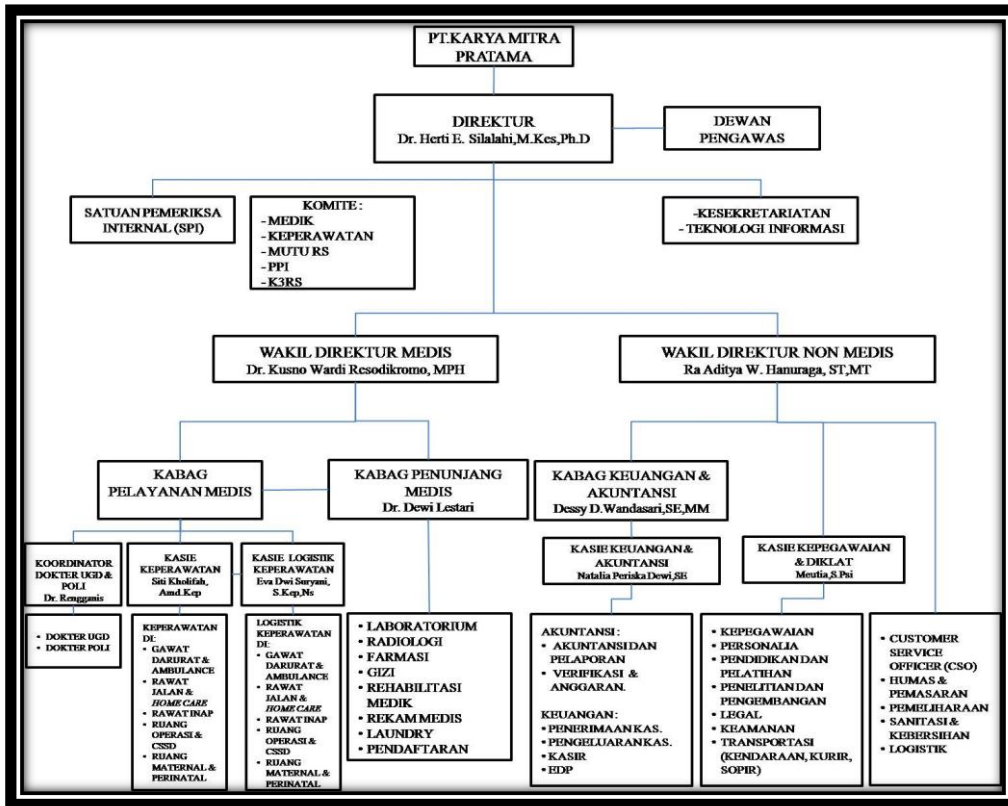 PT.KARYA MITRA
PRATAMA
DIREKTUR
Dr. Herti E. Silalahi,M.Kes,Ph.D
DEWAN
PENGAWAS
SATUAN PEMERIKSA
INTERNAL (SPI)
KOMITE :
- MEDIK
- KEPERAWATAN
- MUTU RS
- PPI
- K3RS
-KESEKRETARIATAN
- TEKNOLOGI INFORMASI
WAKIL DIREKTUR MEDIS
Dr. Kusno Wardi Resodikromo, MPH
WAKIL DIREKTUR NON MEDIS
Ra Aditya W. Hanuraga, ST,MT
KABAG
PELAYANAN MEDIS
KABAG PENUNJANG
MEDIS
Dr. Dewi Lestari
KABAG KEUANGAN &
AKUNTANSI
Dessy D.Wandasari,SE,MM
KOORDINATOR
DOKTER UGD &
POLI
Dr. Rengganis
KASIE
KEPERAWATAN
Siti Kholifah,
Amd.Kep
KASIE LOGISTIK
KEPERAWATAN
Eva Dwi Suryani,
S.Kep,Ns
KASIE KEUANGAN &
AKUNTANSI
Natalia Periska Dewi,SE
KASIE KEPEGAWAIAN
& DIKLAT
Meutia,S.Psi
• DOKTER UGD
• DOKTER POLI
KEPERAWATAN
DI:
• GAWAT
DARURAT &
AMBULANCE
• RAWAT
JALAN &
HOME CARE
• RAWAT INAP
• RUANG
OPERASI &
CSSD
• RUANG
MATERNAL &
PERINATAL
LOGISTIK
KEPERAWATAN
DI:
• GAWAT
DARURAT &
AMBULANCE
• RAWAT
JALAN &
HOME CARE
• RAWAT INAP
• RUANG
OPERASI &
CSSD
• RUANG
MATERNAL &
PERINATAL
• LABORATORIUM
• RADIOLOGI
• FARMASI
• GIZI
• REHABILITASI
MEDIK
• REKAM MEDIS
• LAUNDRY
• PENDAFTARAN
AKUNTANSI :
• AKUNTANSI DAN
PELAPORAN
• VERIFIKASI &
ANGGARAN.
KEUANGAN :
• PENERIMAAN KAS.
• PENGELUARAN KAS.
• KASIR
• EDP
• KEPEGAWAIAN
• PERSONALIA
• PENDIDIKAN DAN
PELATIHAN
• PENELITIAN DAN
PENGEMBANGAN
• LEGAL
• KEAMANAN
• TRANSPORTASI
(KENDARAAN, KURIR,
SOPIR)
• CUSTOMER
SERVICE
OFFICER (CSO)
• HUMAS &
PEMASARAN
• PEMELIHARAAN
• SANITASI &
KEBERSIHAN
• LOGISTIK